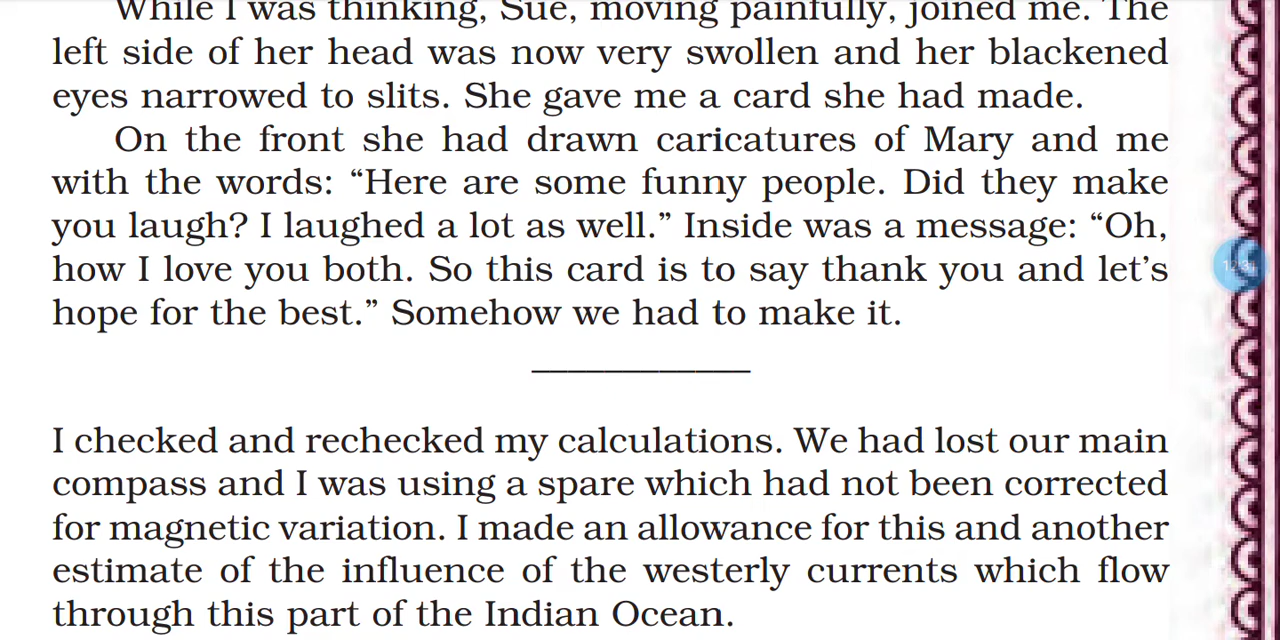 While I was thinking, Sue, moving painfully, joined me. The
left side of her head was now very swollen and her blackened
eyes narrowed to slits. She gave me a card she had made.
On the front she had drawn caricatures of Mary and me
with the words: “Here are some funny people. Did they make
you laugh? I laughed a lot as well.” Inside was a message: “Oh,
how I love you both. So this card is to say thank you and let’s
hope for the best.” Somehow we had to make it.
I checked and rechecked my calculations. We had lost our main
compass and I was using a spare which had not been corrected
for magnetic variation. I made an allowance for this and another
estimate of the influence of the westerly currents which flow
through this part of the Indian Ocean.